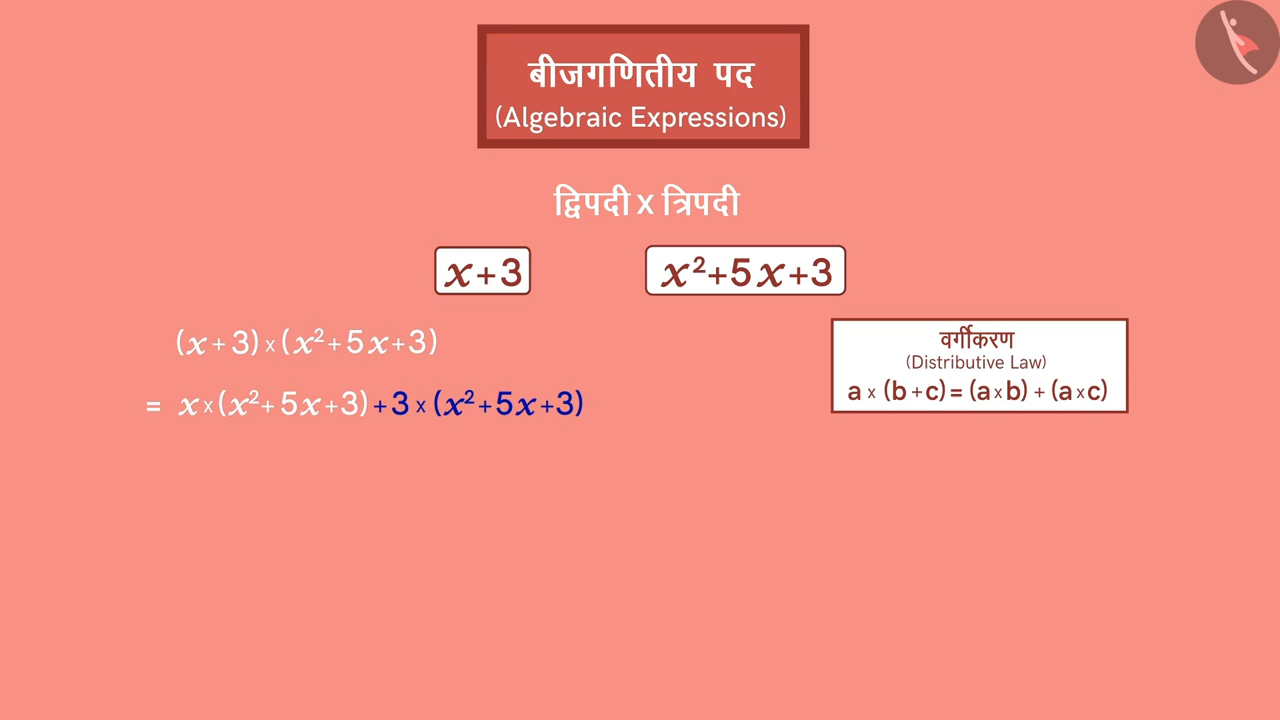 बीजगणितीय पद
(Algebraic Expressions)
द्विपदी x त्रिपदी
x+3 x²+5x+3
(x+3)×(x²+5x+3)
= x×(x²+5x+3)+3×(x²+5x+3)
वर्गीकरण
(Distributive Law)
a × (b+c) = (a×b) + (a×c)